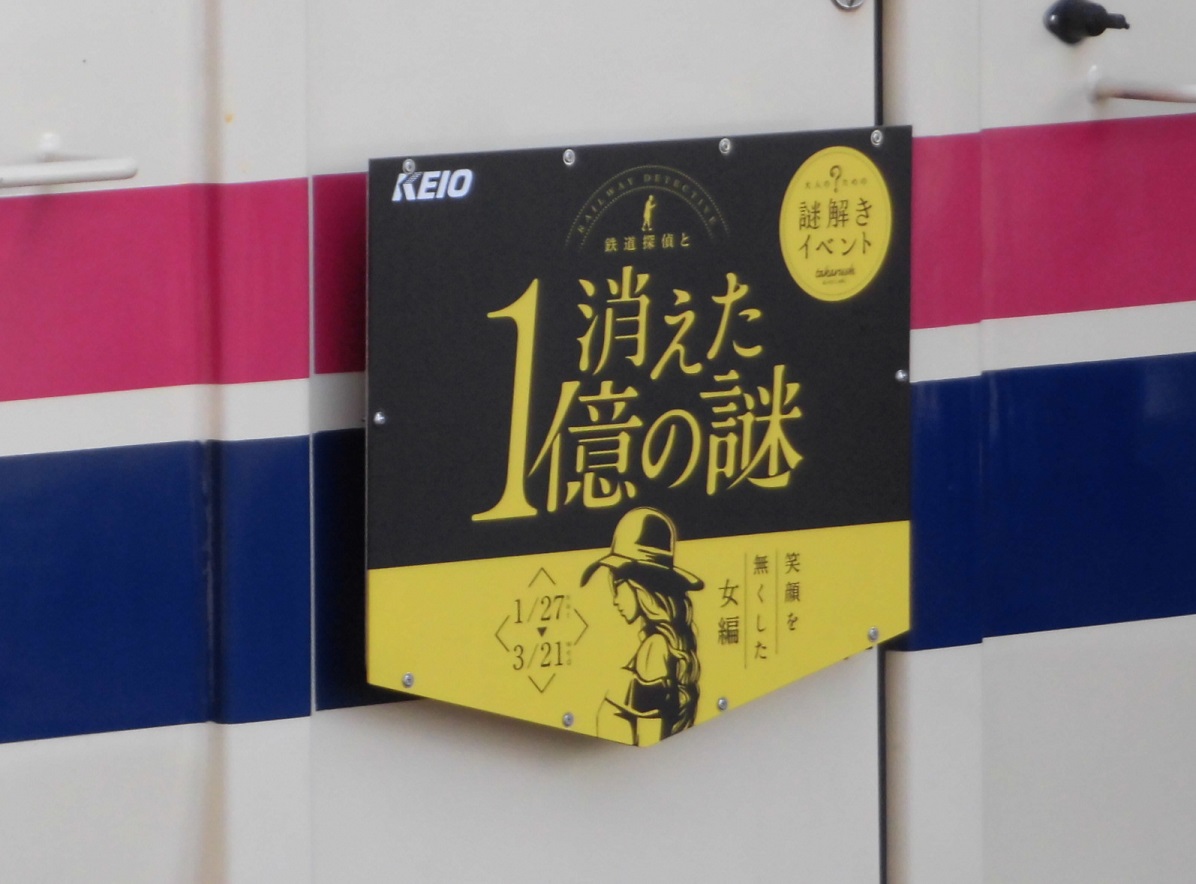 KEIO
RAILWAY DETECTIVE
鉄道探偵と
消えた
1億の謎
大人の?ための
謎解き
イベント
takarush
1/27
3/21
笑顔を
無くした
女編